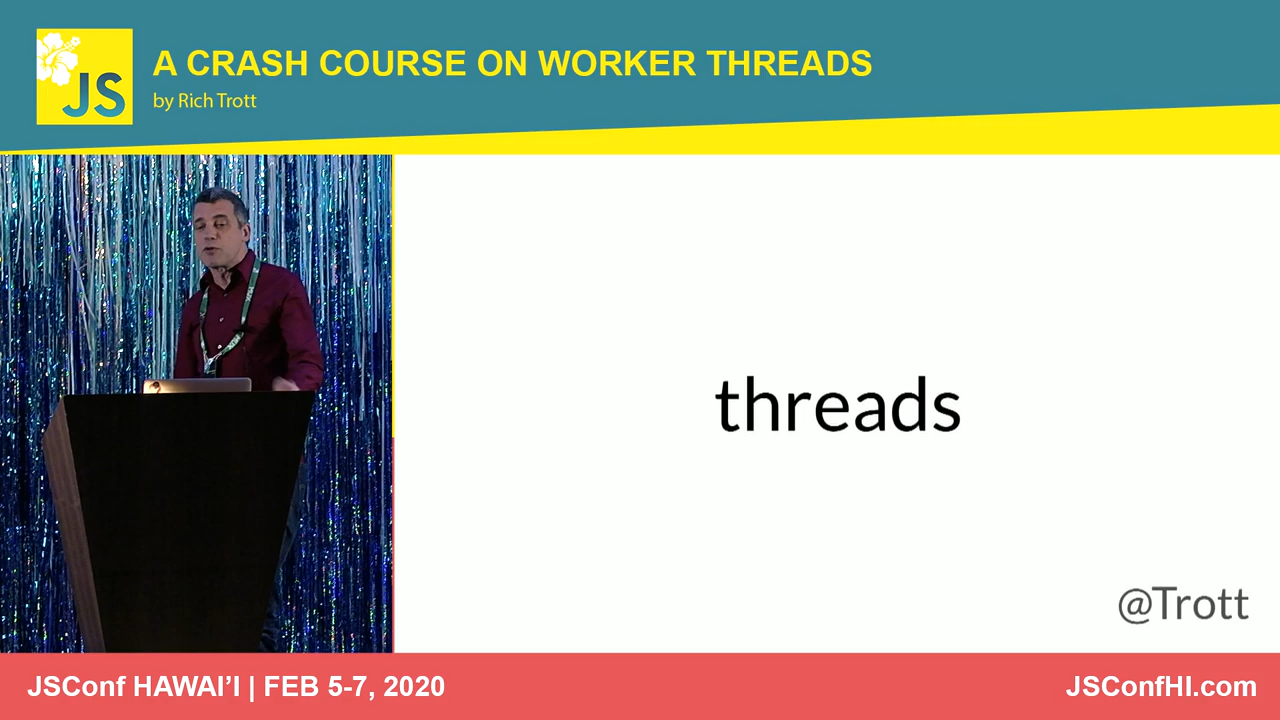 JS
A CRASH COURSE ON WORKER THREADS
by Rich Trott
threads
@Trott
JSConf HAWAI’I | FEB 5-7, 2020
JSConfHI.com